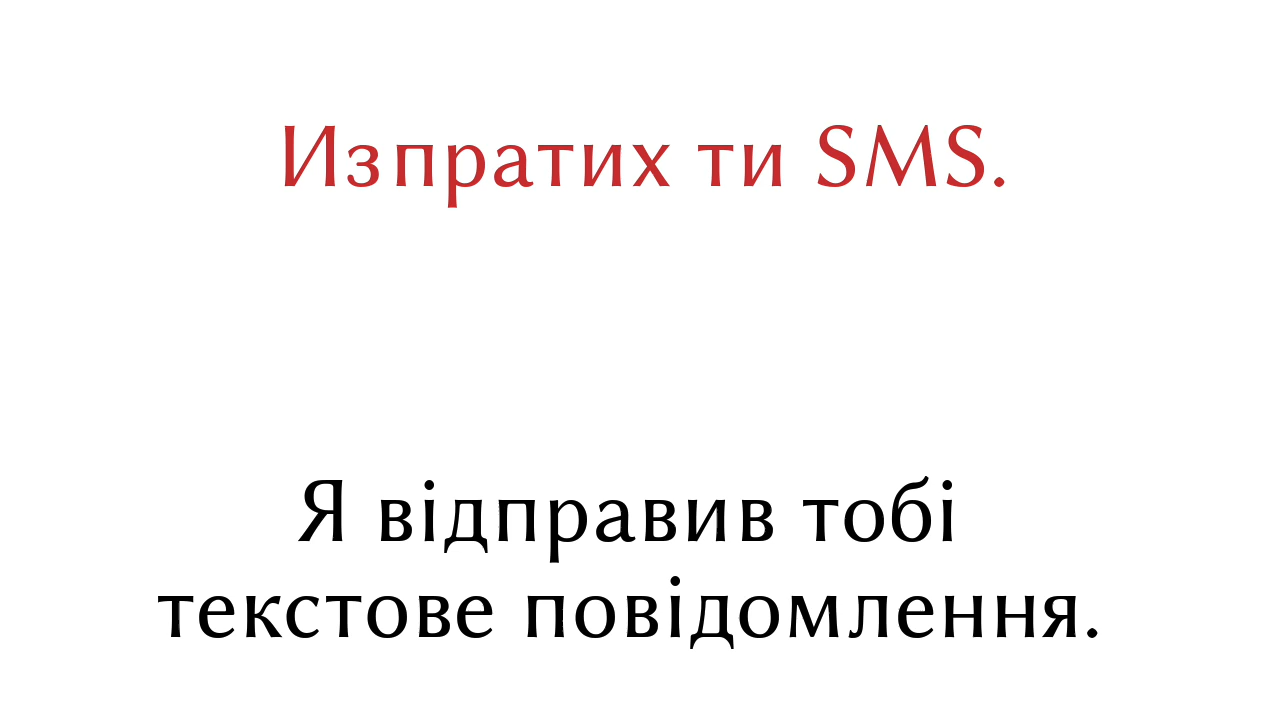 Изпратих ти SMS.
Я відправив тобі
текстове повідомлення.